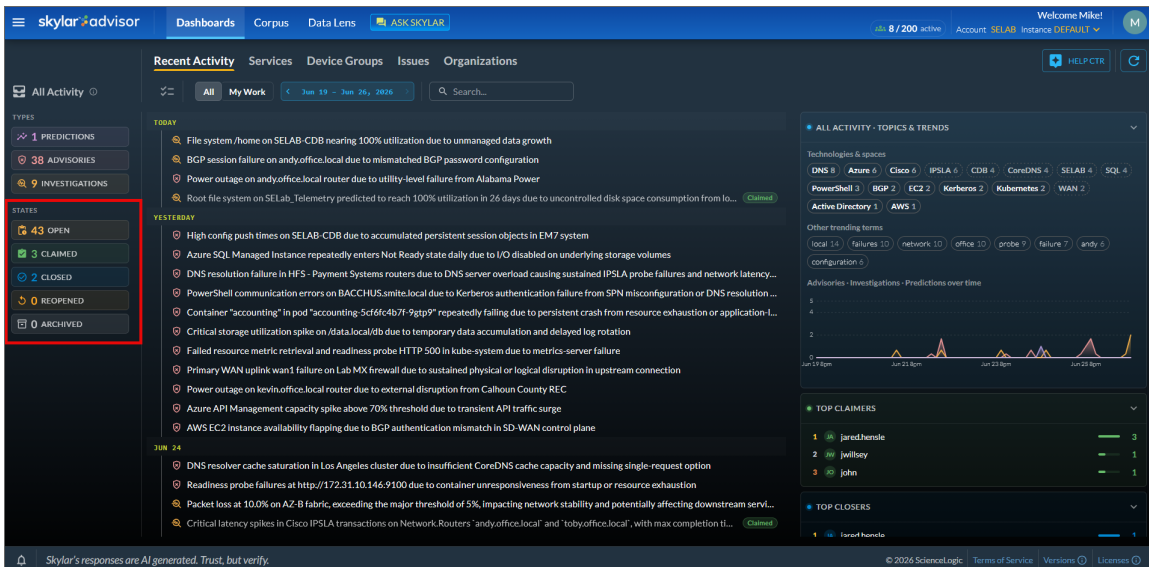 skylar advisor
Dashboards
Corpus
Data Lens
ASK SKYLAR
8 / 200 active
Account SELAB Instance DEFAULT
Welcome Mike!
M
All Activity
TYPES
1 PREDICTIONS
38 ADVISORIES
9 INVESTIGATIONS
STATES
43 OPEN
3 CLAIMED
2 CLOSED
0 REOPENED
0 ARCHIVED
Recent Activity Services Device Groups Issues Organizations
HELP CTR
All My Work Jun 19 – Jun 26, 2026 Search...
TODAY
File system /home on SELAB-CDB nearing 100% utilization due to unmanaged data growth
BGP session failure on andy.office.local due to mismatched BGP password configuration
Power outage on andy.office.local router due to utility-level failure from Alabama Power
Root file system on SELab_Telemetry predicted to reach 100% utilization in 26 days due to uncontrolled disk space consumption from lo... Claimed
YESTERDAY
High config push times on SELAB-CDB due to accumulated persistent session objects in EM7 system
Azure SQL Managed Instance repeatedly enters Not Ready state daily due to I/O disabled on underlying storage volumes
DNS resolution failure in HFS - Payment Systems routers due to DNS server overload causing sustained IPSLA probe failures and network latency...
PowerShell communication errors on BACCHUS.smite.local due to Kerberos authentication failure from SPN misconfiguration or DNS resolution ...
Container "accounting" in pod "accounting-5cf6fc4b7f-9gtp9" repeatedly failing due to persistent crash from resource exhaustion or application-l...
Critical storage utilization spike on /data.local/db due to temporary data accumulation and delayed log rotation
Failed resource metric retrieval and readiness probe HTTP 500 in kube-system due to metrics-server failure
Primary WAN uplink wan1 failure on Lab MX firewall due to sustained physical or logical disruption in upstream connection
Power outage on kevin.office.local router due to external disruption from Calhoun County REC
Azure API Management capacity spike above 70% threshold due to transient API traffic surge
AWS EC2 instance availability flapping due to BGP authentication mismatch in SD-WAN control plane
JUN 24
DNS resolver cache saturation in Los Angeles cluster due to insufficient CoreDNS cache capacity and missing single-request option
Readiness probe failures at http://172.31.10.146:9100 due to container unresponsiveness from startup or resource exhaustion
Packet loss at 10.0% on AZ-B fabric, exceeding the major threshold of 5%, impacting network stability and potentially affecting downstream servi...
Critical latency spikes in Cisco IPSLA transactions on Network.Routers `andy.office.local` and `toby.office.local`, with max completion ti... Claimed
ALL ACTIVITY · TOPICS & TRENDS
Technologies & spaces
DNS 8 Azure 6 Cisco 6 IPSLA 6 CDB 4 CoreDNS 4 SELAB 4 SQL 4
PowerShell 3 BGP 2 EC2 2 Kerberos 2 Kubernetes 2 WAN 2
Active Directory 1 AWS 1
Other trending terms
local 14 failures 10 network 10 office 10 probe 9 failure 7 andy 6
configuration 6
Advisories · Investigations · Predictions over time
5
4
2
0
Jun 19 8pm Jun 21 8pm Jun 23 8pm Jun 25 8pm
TOP CLAIMERS
1 JA jared.hensle 3
2 JW jwillsey 1
3 JO john 1
TOP CLOSERS
1 JA jared.hensle 1
Skylar's responses are AI generated. Trust, but verify.
© 2026 ScienceLogic Terms of Service Versions Licenses